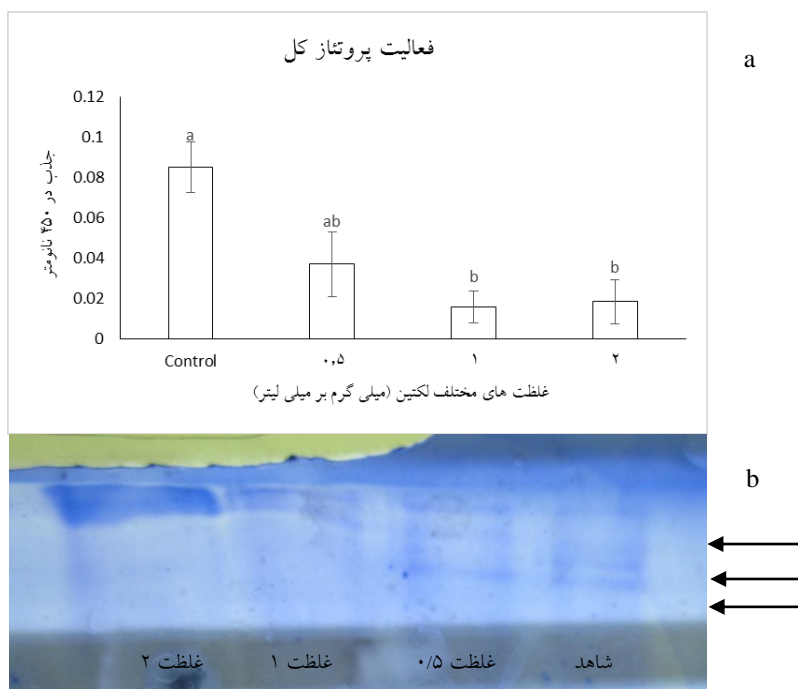 فعالیت پروتئاز کل
a
0.12
0.1
0.08
0.06
0.04
0.02
0
جذب در ۴۵۰ نانومتر
a
ab
b
b
Control
۰٫۵
۱
۲
غلظت های مختلف لکتین (میلی گرم بر میلی لیتر)
b
غلظت ۲
غلظت ۱
غلظت ۰/۵
شاهد